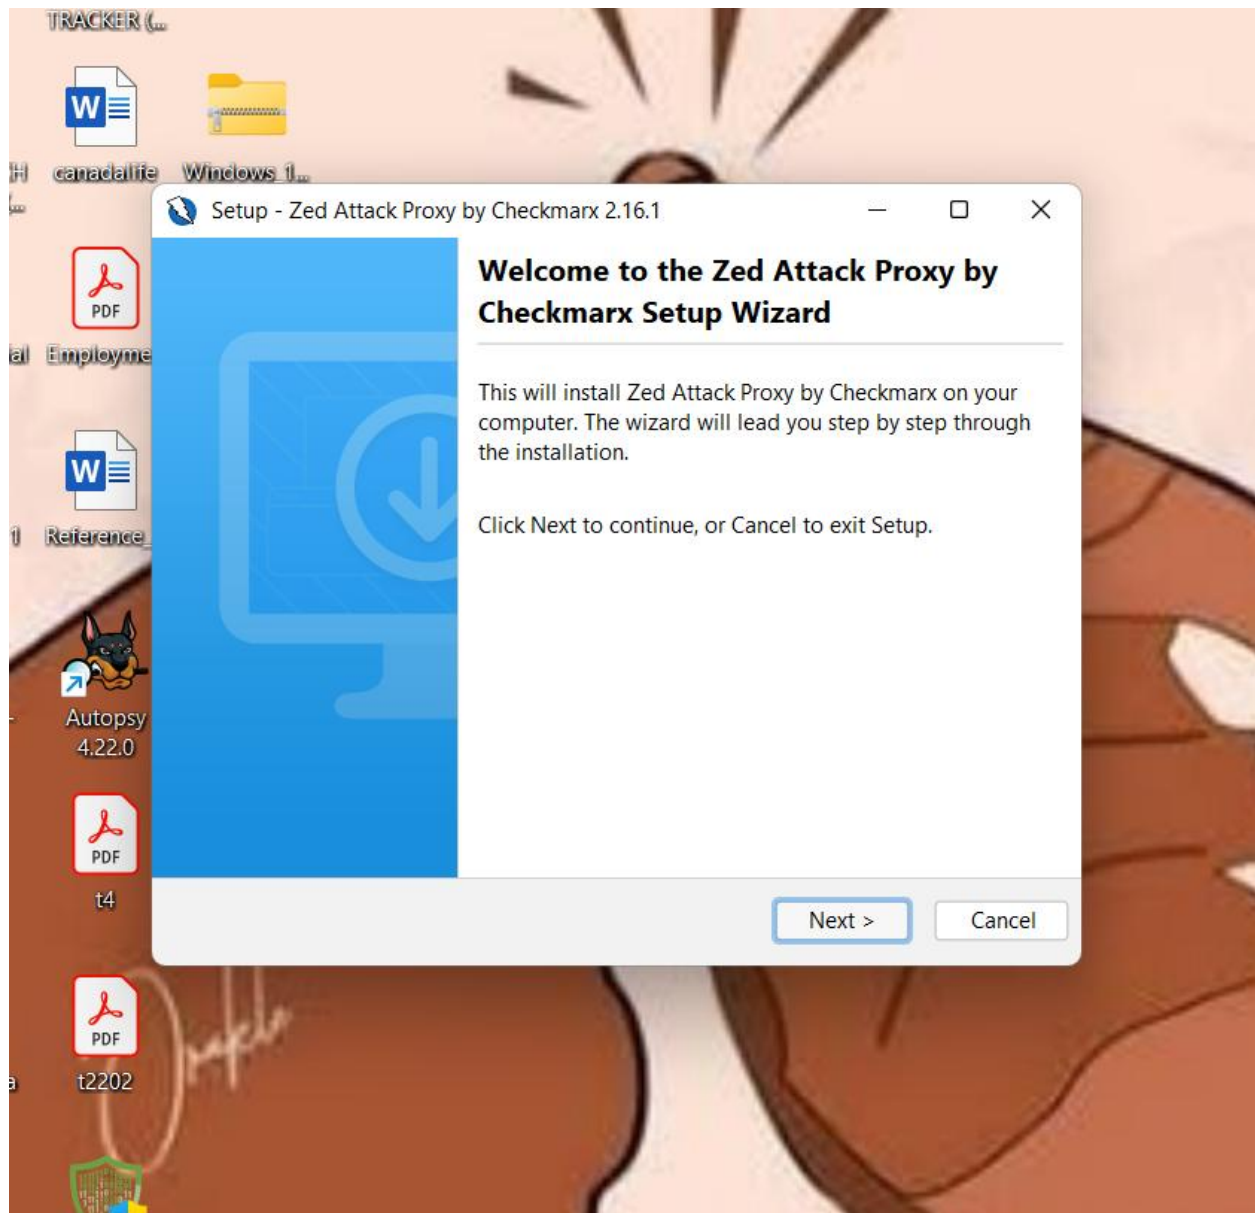 TRACKER (...
W
canadalife
Windows_1...
Setup - Zed Attack Proxy by Checkmarx 2.16.1
Welcome to the Zed Attack Proxy by
Checkmarx Setup Wizard
This will install Zed Attack Proxy by Checkmarx on your
computer. The wizard will lead you step by step through
the installation.
Click Next to continue, or Cancel to exit Setup.
Next >
Cancel
PDF
Employme
W
Reference_
Autopsy
4.22.0
PDF
t4
PDF
t2202